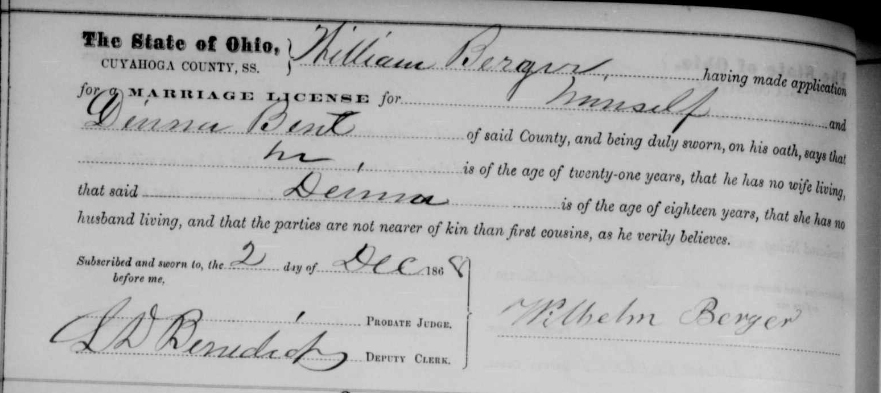 The State of Ohio, } William Berger, having made application
CUYAHOGA COUNTY, SS.
for a MARRIAGE LICENSE for himself and
Deinna Bent of said County, and being duly sworn, on his oath, says that
he is of the age of twenty-one years, that he has no wife living,
that said Deinna is of the age of eighteen years, that she has no
husband living, and that the parties are not nearer of kin than first cousins, as he verily believes.
Subscribed and sworn to, the 2 day of Dec 1868
before me,
PROBATE JUDGE.
Wilhelm Berger
L D Benedict DEPUTY CLERK.